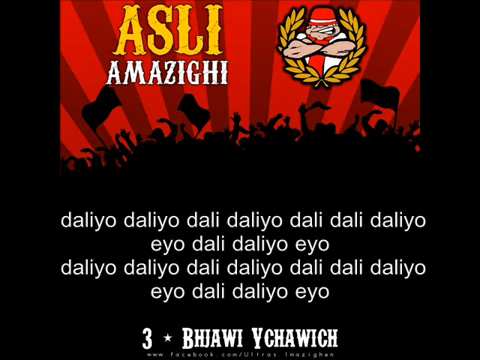 ASLI
AMAZIGHI
daliyo daliyo dali daliyo dali dali daliyo
eyo dali daliyo eyo
daliyo daliyo dali daliyo dali dali daliyo
eyo dali daliyo eyo
3 ★ BHJAWI YCHAWICH
www.facebook.com/Ultras Imazighen